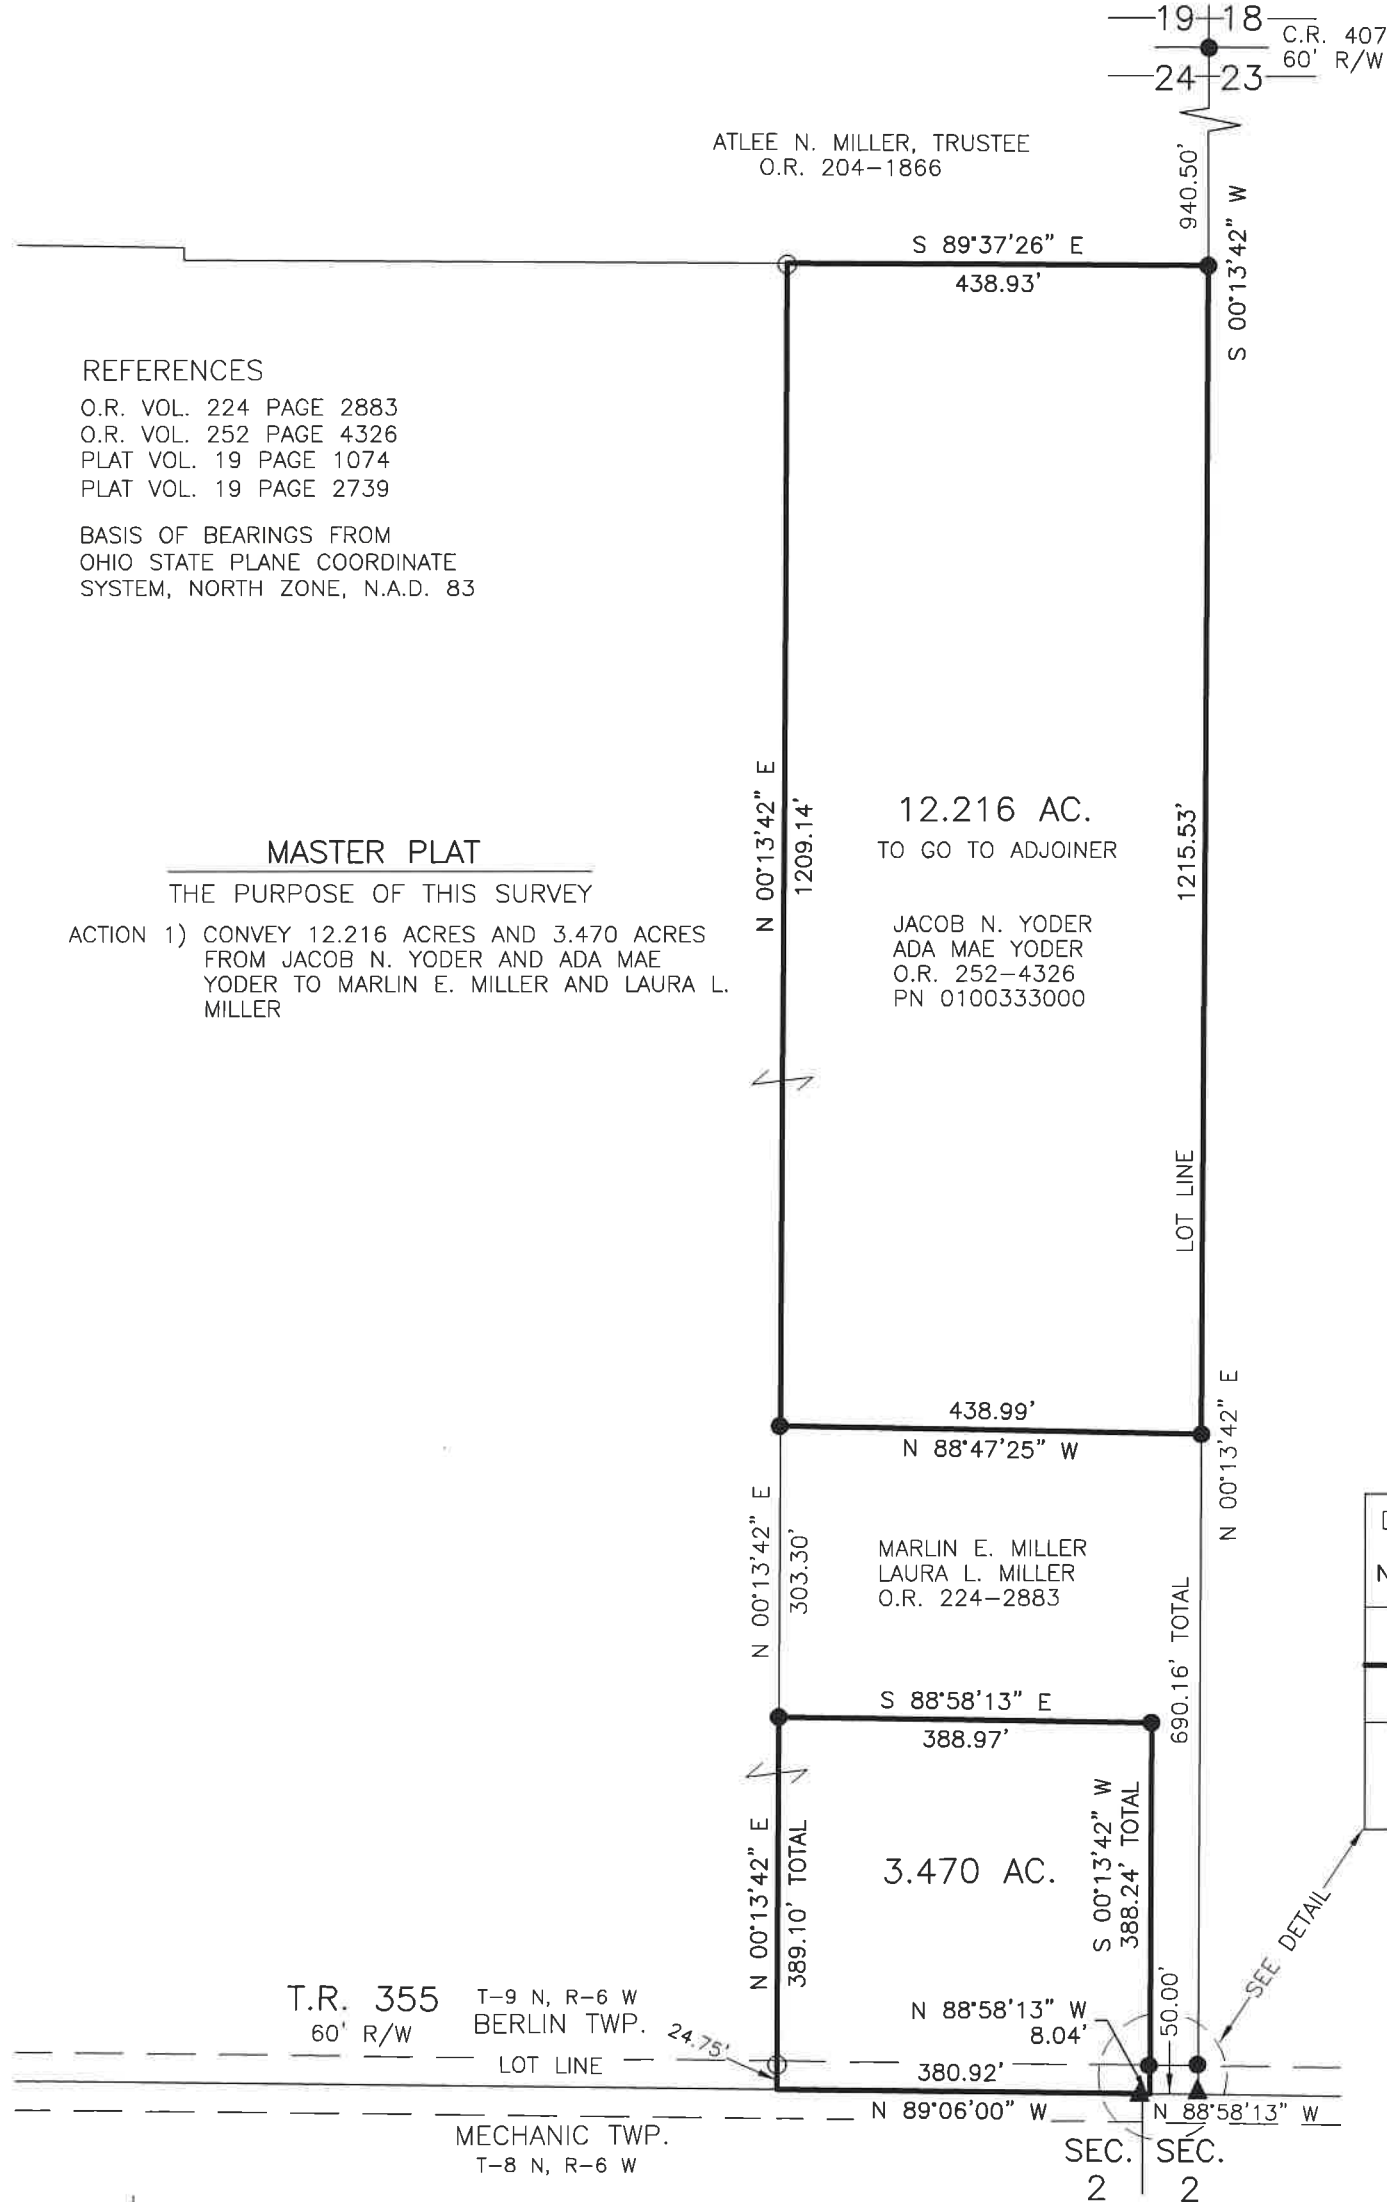 19 18
C.R. 407
60' R/W
24 23
ATLEE N. MILLER, TRUSTEE
O.R. 204-1866
940.50'
S 00°13'42" W
S 89°37'26" E
438.93'
REFERENCES
O.R. VOL. 224 PAGE 2883
O.R. VOL. 252 PAGE 4326
PLAT VOL. 19 PAGE 1074
PLAT VOL. 19 PAGE 2739
BASIS OF BEARINGS FROM
OHIO STATE PLANE COORDINATE
SYSTEM, NORTH ZONE, N.A.D. 83
N 00°13'42" E
1209.14'
12.216 AC.
TO GO TO ADJOINER
1215.53'
MASTER PLAT
THE PURPOSE OF THIS SURVEY
ACTION 1) CONVEY 12.216 ACRES AND 3.470 ACRES
FROM JACOB N. YODER AND ADA MAE
YODER TO MARLIN E. MILLER AND LAURA L.
MILLER
JACOB N. YODER
ADA MAE YODER
O.R. 252-4326
PN 0100333000
LOT LINE
438.99'
N 88°47'25" W
N 00°13'42" E
N 00°13'42" E
303.30'
MARLIN E. MILLER
LAURA L. MILLER
O.R. 224-2883
690.16' TOTAL
N
S 88°58'13" E
388.97'
N 00°13'42" E
389.10' TOTAL
3.470 AC.
S 00°13'42" W
388.24' TOTAL
SEE DETAIL
T.R. 355
60' R/W
T-9 N, R-6 W
BERLIN TWP.
24.75'
N 88°58'13" W
8.04'
50.00'
LOT LINE
380.92'
N 89°06'00" W
N 88°58'13" W
MECHANIC TWP.
T-8 N, R-6 W
SEC. SEC.
2 2